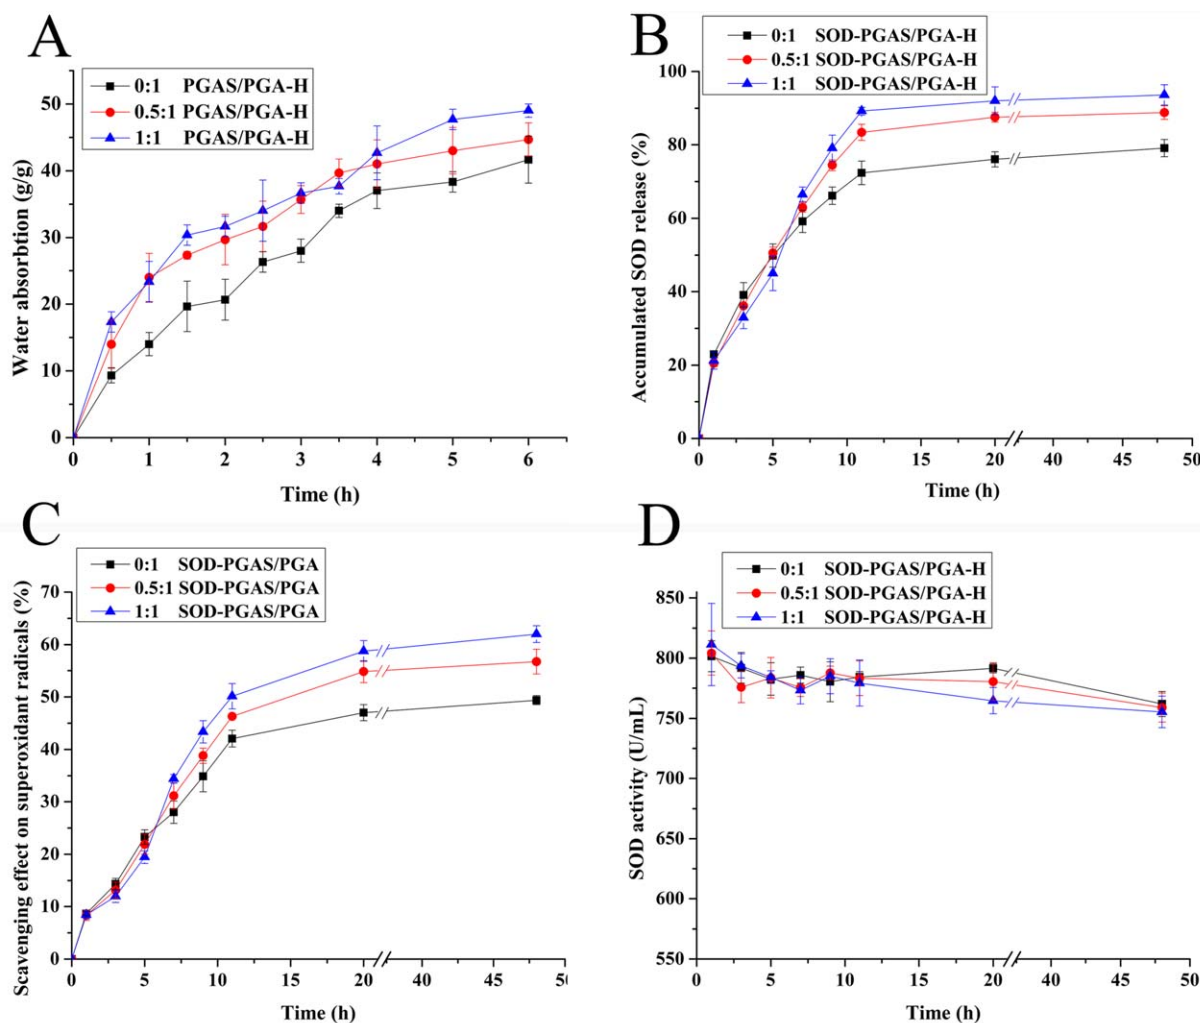 A
0:1 PGAS/PGA-H
0.5:1 PGAS/PGA-H
1:1 PGAS/PGA-H
Water absorbtion (g/g)
50
40
30
20
10
0
0 1 2 3 4 5 6
Time (h)
B
0:1 SOD-PGAS/PGA-H
0.5:1 SOD-PGAS/PGA-H
1:1 SOD-PGAS/PGA-H
Accumulated SOD release (%)
100
80
60
40
20
0
0 5 10 15 20 40 45 50
Time (h)
C
0:1 SOD-PGAS/PGA
0.5:1 SOD-PGAS/PGA
1:1 SOD-PGAS/PGA
Scavenging effect on superoxidant radicals (%)
70
60
50
40
30
20
10
0
0 5 10 15 20 40 45 50
Time (h)
D
0:1 SOD-PGAS/PGA-H
0.5:1 SOD-PGAS/PGA-H
1:1 SOD-PGAS/PGA-H
SOD activity (U/mL)
850
800
750
700
650
600
550
0 5 10 15 20 40 45 50
Time (h)